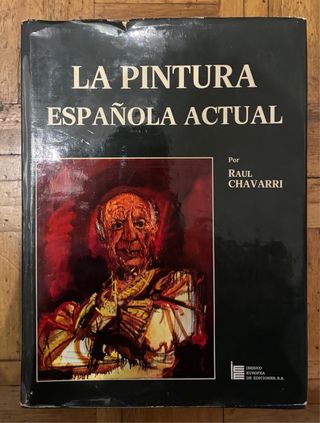 LA PINTURA
ESPAÑOLA ACTUAL
Por
RAUL
CHAVARRI
IBERICO
EUROPEA
DE EDICIONES, S.A.